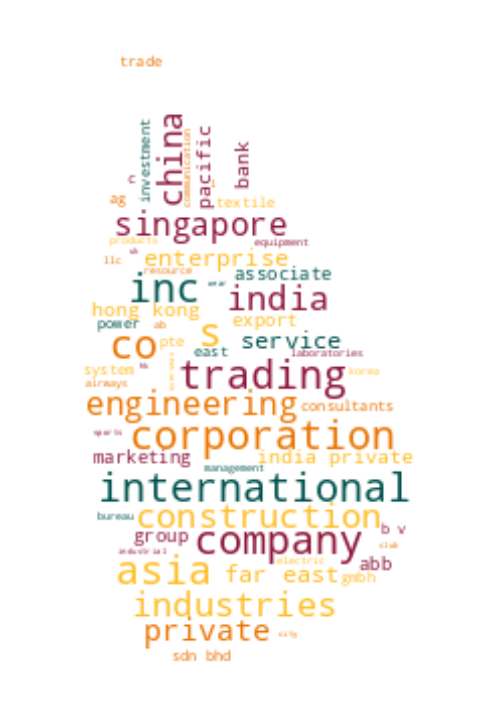 trade
investment
china
communication
pacific
bank
ag
textile
singapore
products
equipment
llc
enterprise
resource
associate
inc
india
hong kong
power
ab
co
pte
s
export
east
service
laboratories
system
airways
trading
korea
engineering
consultants
sports
corporation
marketing
india private
management
international
bureau
construction
b v
club
group
company
industrial
electric
abb
asia
far east
gmbh
industries
private
city
sdn bhd